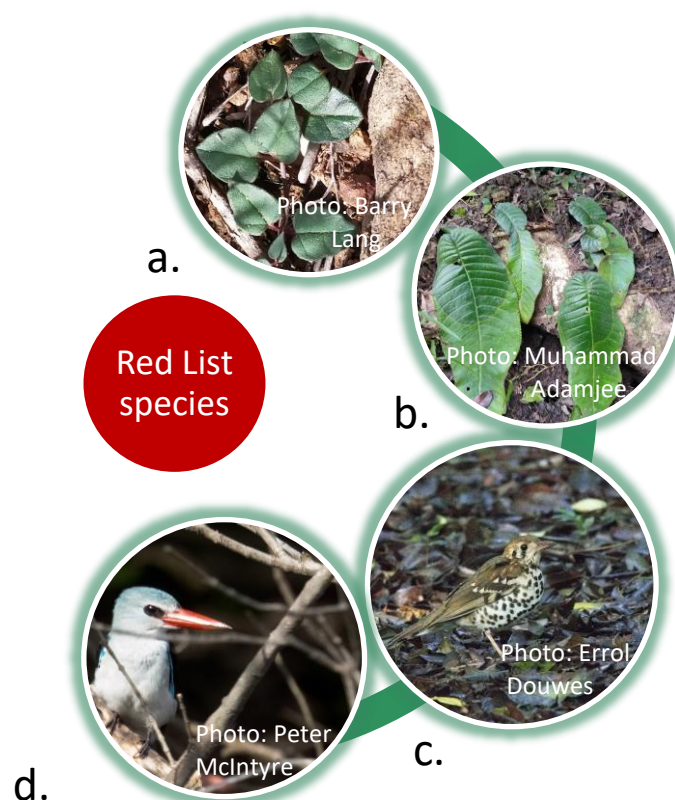 Photo: Barry
Lang
a.
Photo: Muhammad
Adamjee
b.
Red List
species
Photo: Errol
Douwes
c.
Photo: Peter
McIntyre
d.